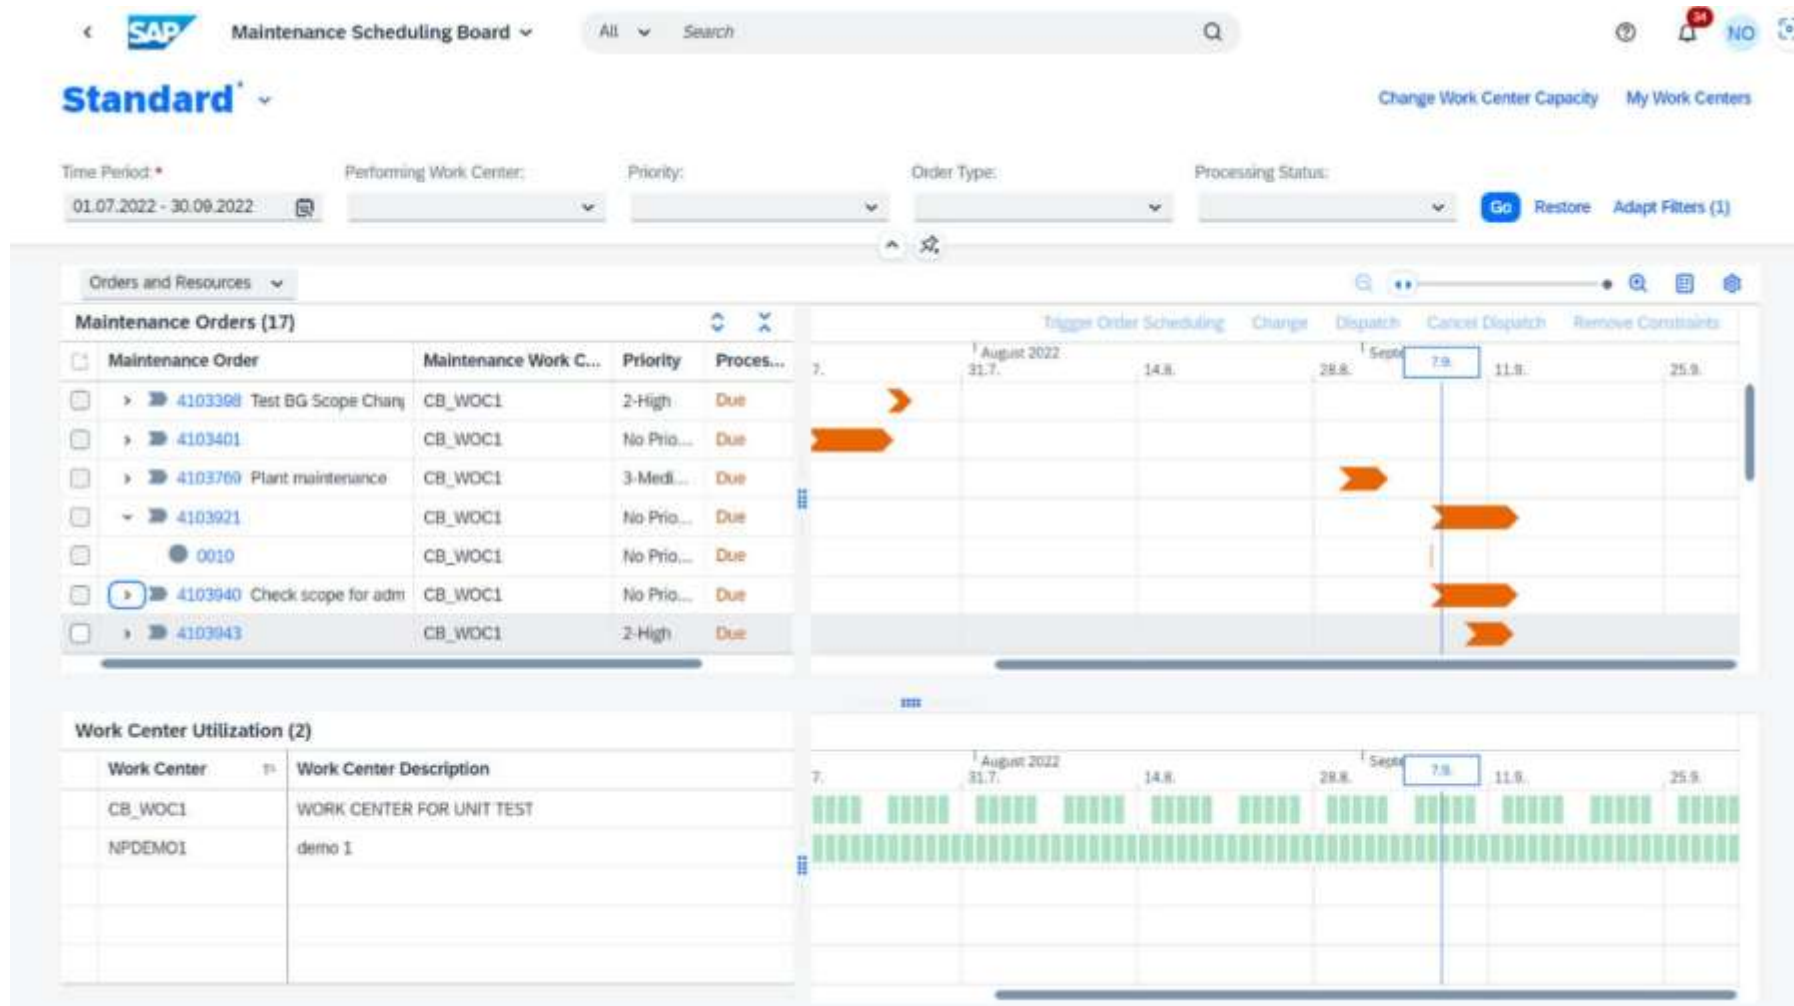 SAP Maintenance Scheduling Board All Search 34 NO
Standard* Change Work Center Capacity My Work Centers
Time Period: * Performing Work Center: Priority: Order Type: Processing Status:
01.07.2022 - 30.09.2022 Go Restore Adapt Filters (1)
Orders and Resources
Maintenance Orders (17) Trigger Order Scheduling Change Dispatch Cancel Dispatch Remove Constraints
Maintenance Order Maintenance Work C... Priority Proces... August 2022 Septe
7. 31.7. 14.8. 28.8. 7.9. 11.9. 25.9.
4103398 Test BG Scope Chang CB_WOC1 2-High Due
4103401 CB_WOC1 No Prio... Due
4103769 Plant maintenance CB_WOC1 3-Medi... Due
4103921 CB_WOC1 No Prio... Due
0010 CB_WOC1 No Prio... Due
4103940 Check scope for adm CB_WOC1 No Prio... Due
4103943 CB_WOC1 2-High Due
Work Center Utilization (2)
Work Center Work Center Description August 2022 Septe
7. 31.7. 14.8. 28.8. 7.9. 11.9. 25.9.
CB_WOC1 WORK CENTER FOR UNIT TEST
NPDEMO1 demo 1